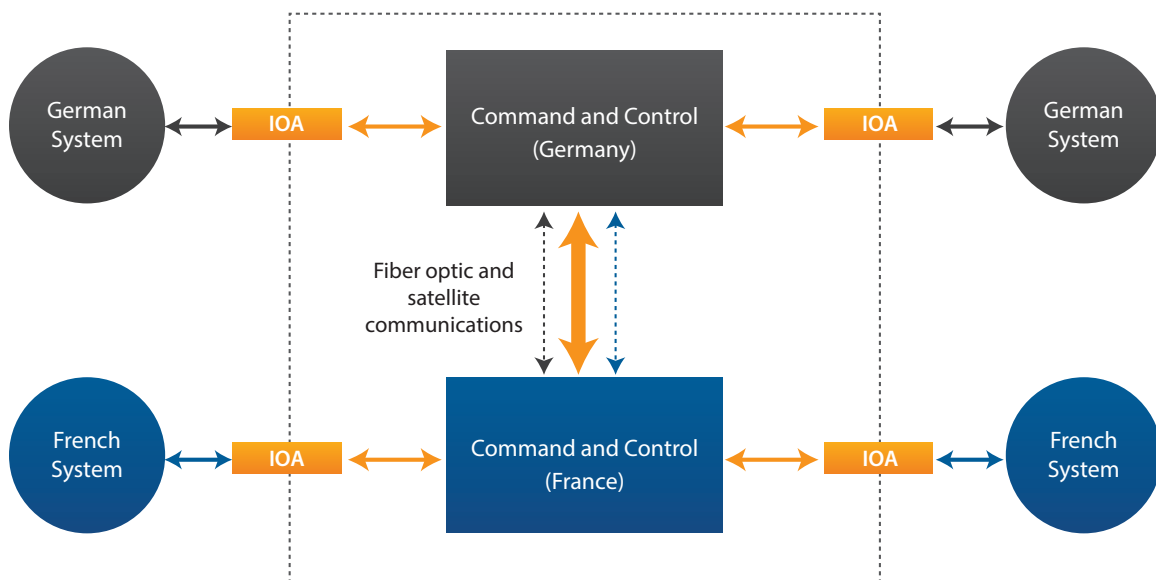 German
System
IOA
Command and Control
(Germany)
IOA
German
System
Fiber optic and
satellite
communications
French
System
IOA
Command and Control
(France)
IOA
French
System